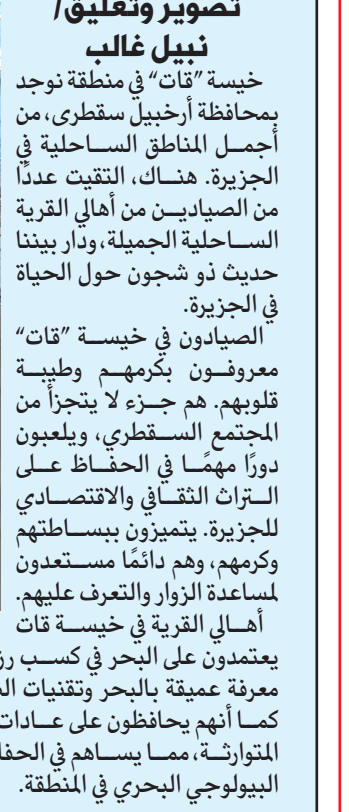 تصوير وتعليق/
نبيل غالب
خيسة "قات" في منطقة نوجد
بمحافظة أرخبيل سقطرى، من
أجمل المناطق الساحلية في
الجزيرة. هناك، التقيت عددًا
من الصيادين من أهالي القرية
الساحلية الجميلة، ودار بيننا
حديث ذو شجون حول الحياة
في الجزيرة.
الصيادون في خيسة "قات"
معروفون بكرمهم وطيبة
قلوبهم. هم جزء لا يتجزأ من
المجتمع السقطري، ويلعبون
دورًا مهمًا في الحفاظ على
التراث الثقافي والاقتصادي
للجزيرة. يتميزون ببساطتهم
وكرمهم، وهم دائمًا مستعدون
لمساعدة الزوار والتعرف عليهم.
أهالي القرية في خيسة قات
يعتمدون على البحر في كسب
معرفة عميقة بالبحر وتقنيات
كما أنهم يحافظون على عادات
المتوارثة، مما يساهم في
البيولوجي البحري في المنطقة.